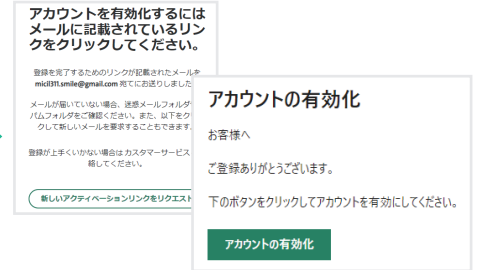 アカウントを有効化するには
メールに記載されているリン
クをクリックしてください。
登録を完了するためのリンクが記載されたメールを
micil311.smile@gmail.com 宛てにお送りしました
メールが届いていない場合、迷惑メールフォルダ
パムフォルダをご確認ください。また、以下をク
クして新しいメールを要求することもできます
登録が上手くいかない場合は カスタマーサービス
絡してください。
新しいアクティベーションリンクをリクエスト
アカウントの有効化
お客様へ
ご登録ありがとうございます。
下のボタンをクリックしてアカウントを有効にしてください。
アカウントの有効化